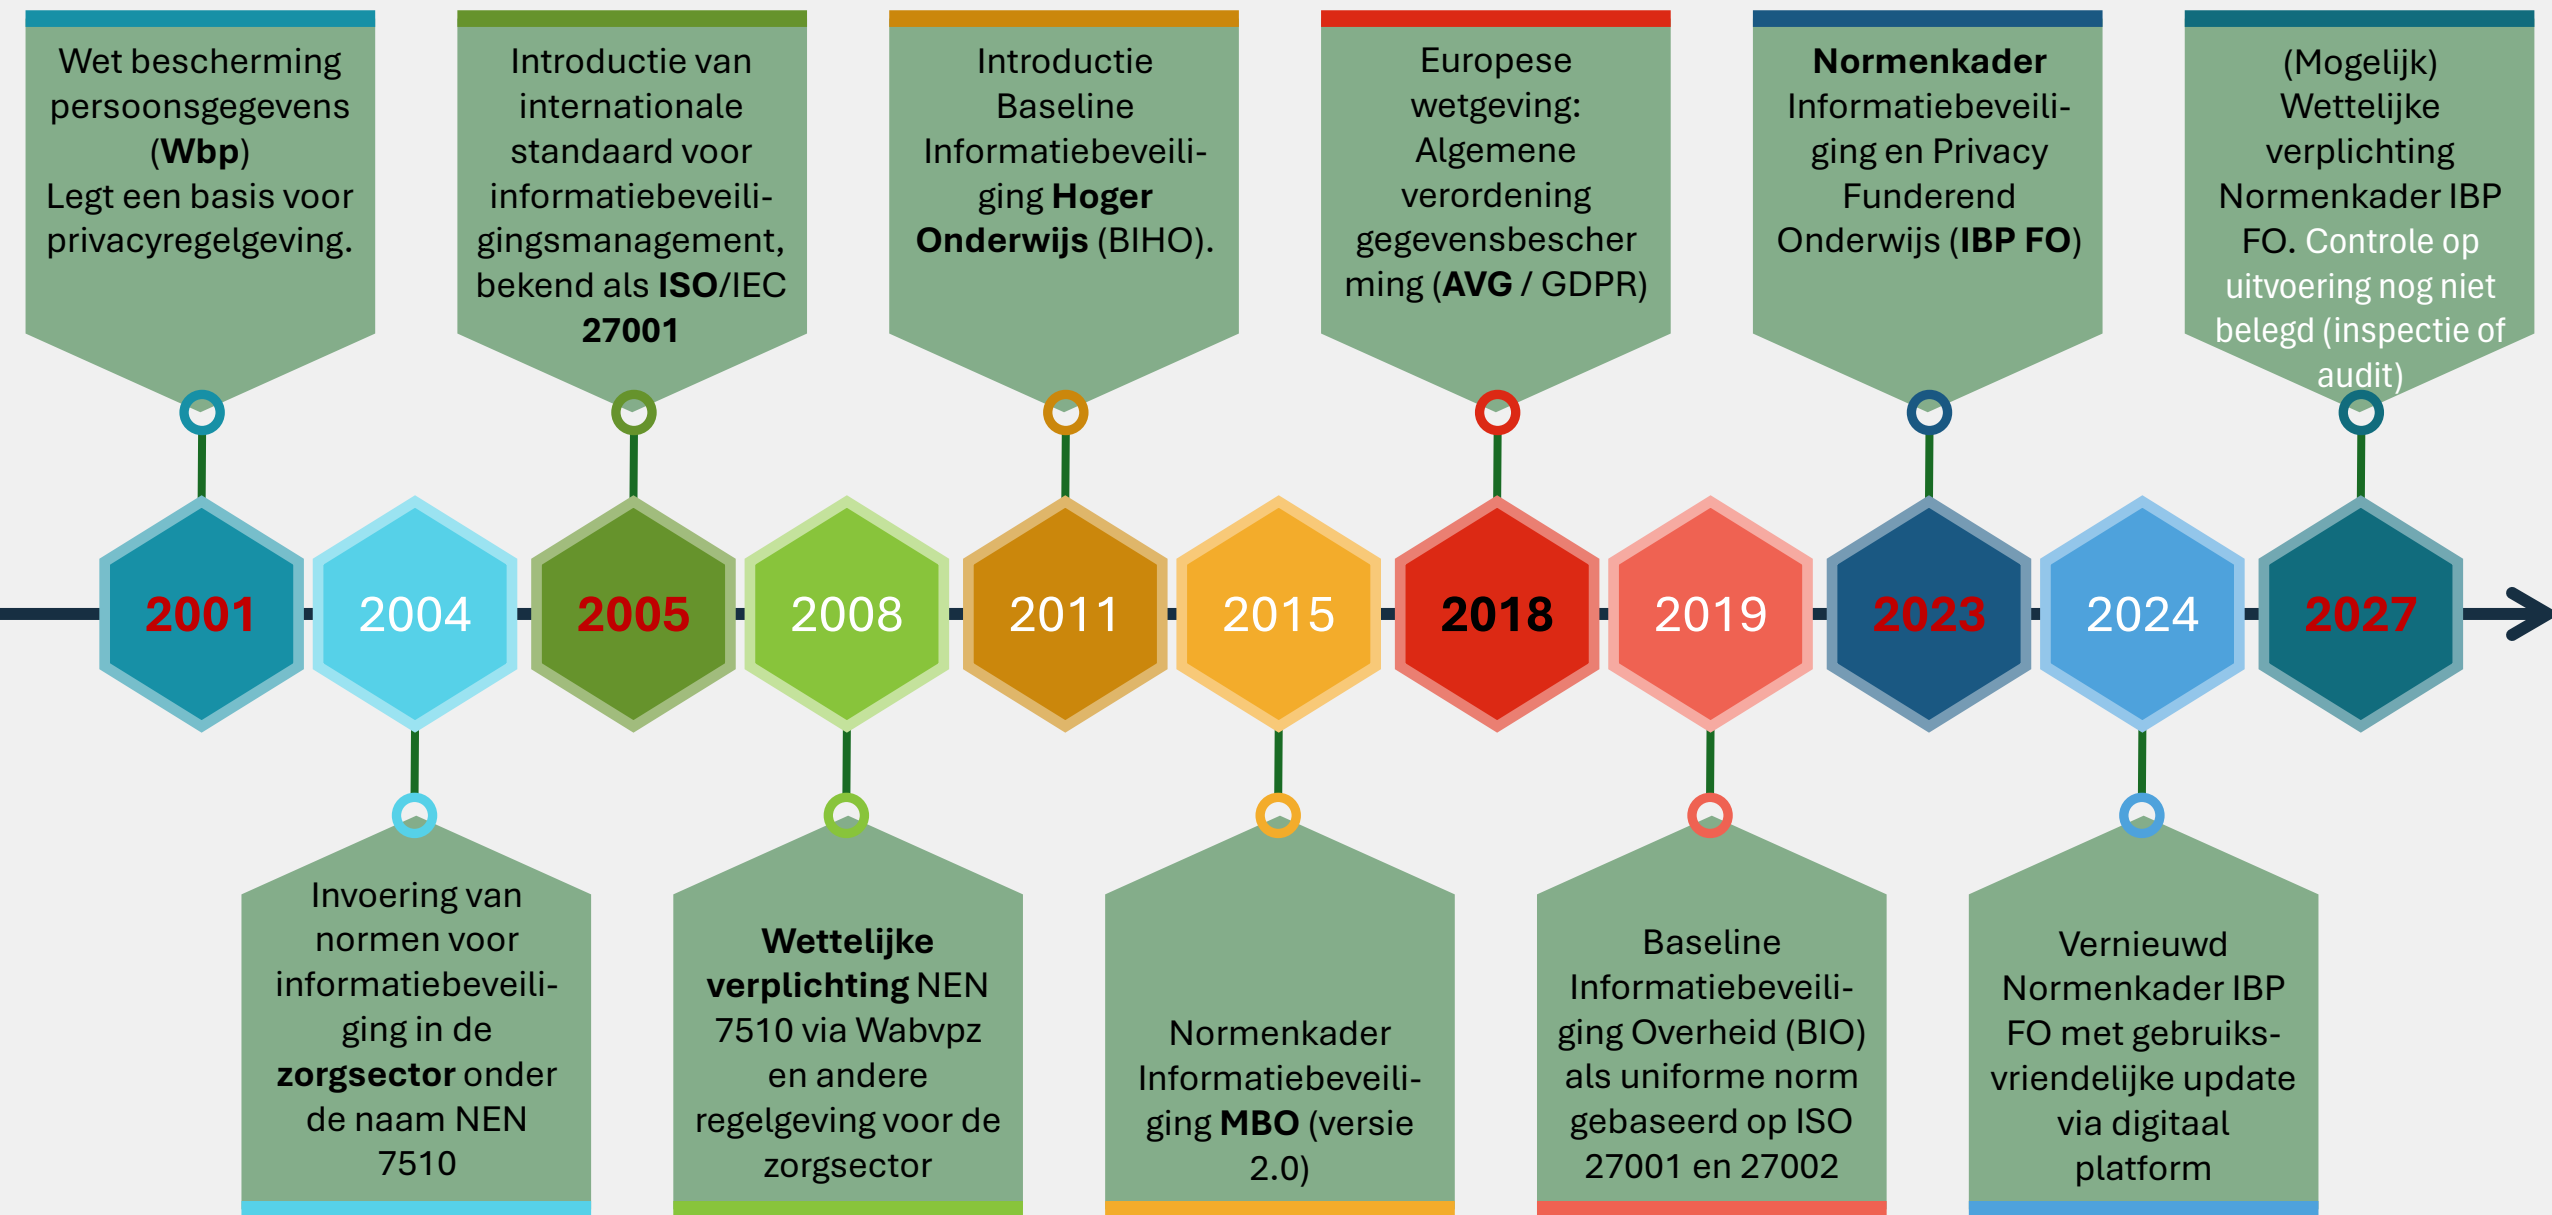 Wet bescherming
persoonsgegevens
(Wbp)
Legt een basis voor
privacyregelgeving.
Introductie van
internationale
standaard voor
informatiebeveili-
gingsmanagement,
bekend als ISO/IEC
27001
Introductie
Baseline
Informatiebeveili-
ging Hoger
Onderwijs (BIHO).
Europese
wetgeving:
Algemene
verordening
gegevensbescher
ming (AVG / GDPR)
Normenkader
Informatiebeveili-
ging en Privacy
Funderend
Onderwijs (IBP FO)
(Mogelijk)
Wettelijke
verplichting
Normenkader IBP
FO. Controle op
uitvoering nog niet
belegd (inspectie of
audit)
2001
2004
2005
2008
2011
2015
2018
2019
2023
2024
2027
Invoering van
normen voor
informatiebeveili-
ging in de
zorgsector onder
de naam NEN
7510
Wettelijke
verplichting NEN
7510 via Wabvpz
en andere
regelgeving voor de
zorgsector
Normenkader
Informatiebeveili-
ging MBO (versie
2.0)
Baseline
Informatiebeveili-
ging Overheid (BIO)
als uniforme norm
gebaseerd op ISO
27001 en 27002
Vernieuwd
Normenkader IBP
FO met gebruiks-
vriendelijke update
via digitaal
platform